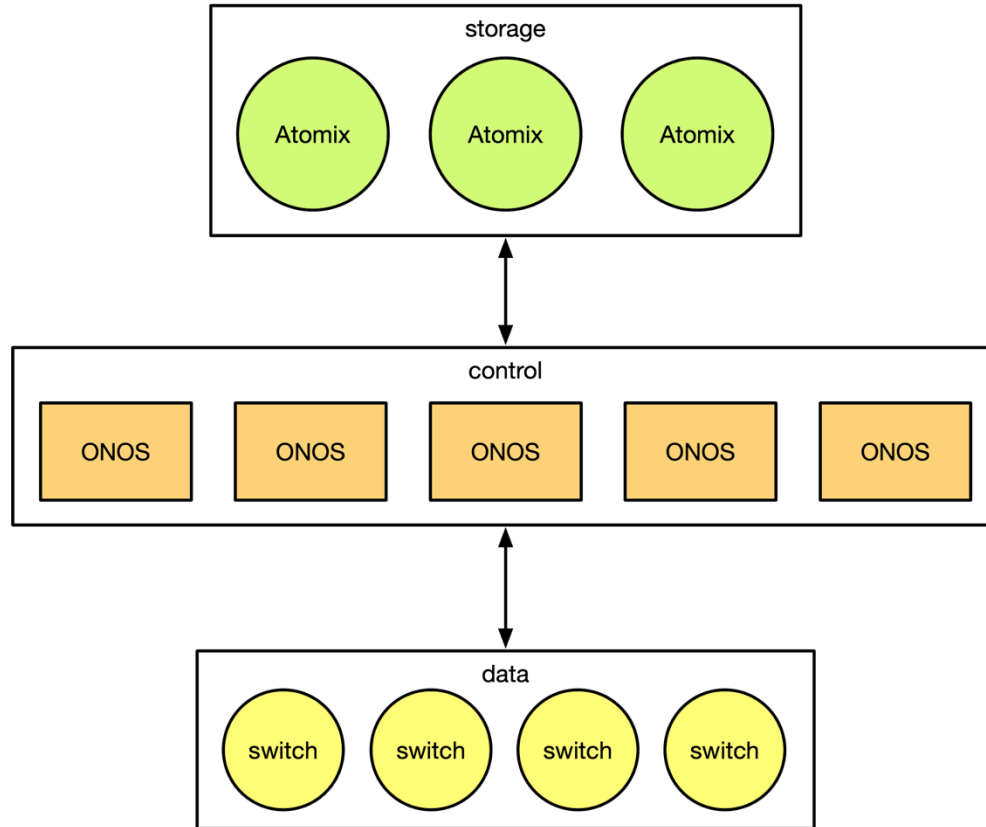 storage
Atomix Atomix Atomix
control
ONOS ONOS ONOS ONOS ONOS
data
switch switch switch switch